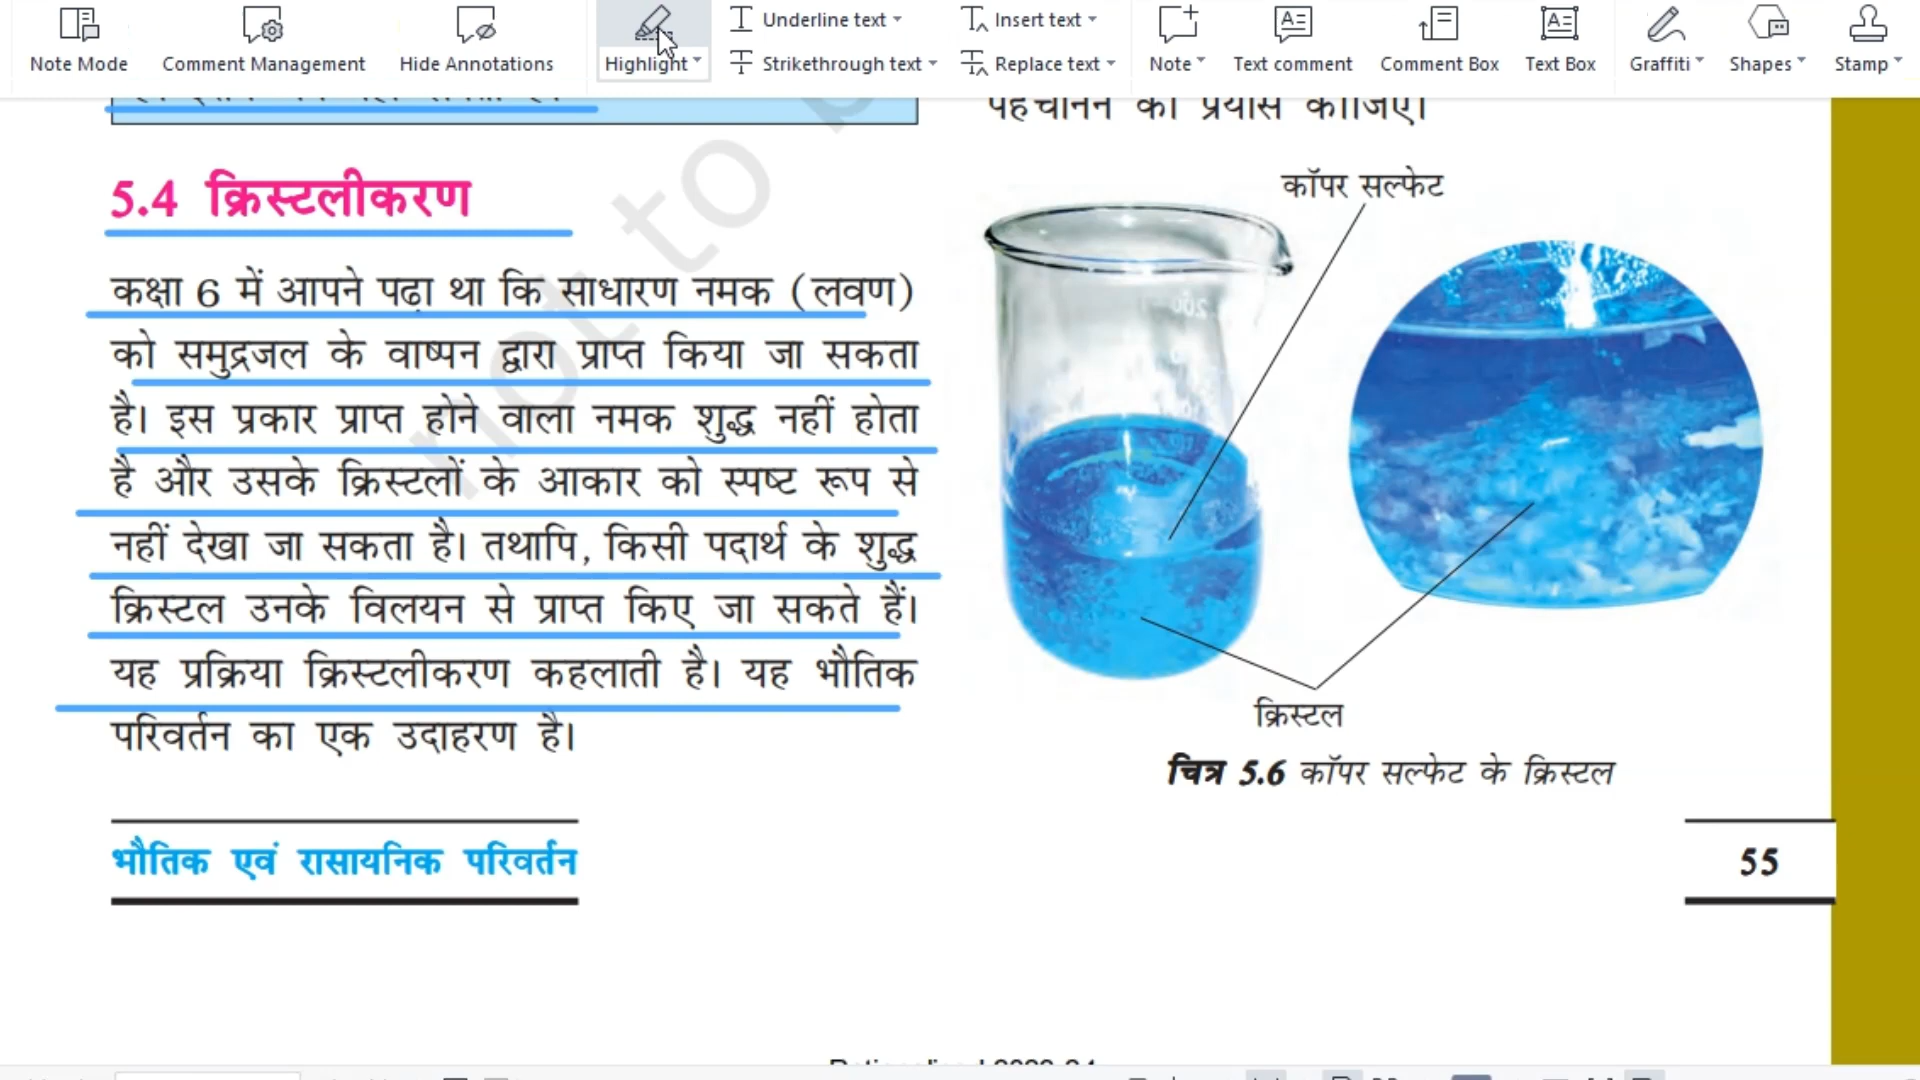 Note Mode
Comment Management
Hide Annotations
Highlight
Underline text
Strikethrough text
Insert text
Replace text
Note
Text comment
Comment Box
Text Box
Graffiti
Shapes
Stamp
5.4 क्रिस्टलीकरण
कक्षा 6 में आपने पढ़ा था कि साधारण नमक (लवण)
को समुद्रजल के वाष्पन द्वारा प्राप्त किया जा सकता
है। इस प्रकार प्राप्त होने वाला नमक शुद्ध नहीं होता
है और उसके क्रिस्टलों के आकार को स्पष्ट रूप से
नहीं देखा जा सकता है। तथापि, किसी पदार्थ के शुद्ध
क्रिस्टल उनके विलयन से प्राप्त किए जा सकते हैं।
यह प्रक्रिया क्रिस्टलीकरण कहलाती है। यह भौतिक
परिवर्तन का एक उदाहरण है।
not to
भौतिक एवं रासायनिक परिवर्तन
पहचानने का प्रयास कीजिए।
कॉपर सल्फेट
क्रिस्टल
चित्र 5.6 कॉपर सल्फेट के क्रिस्टल
55